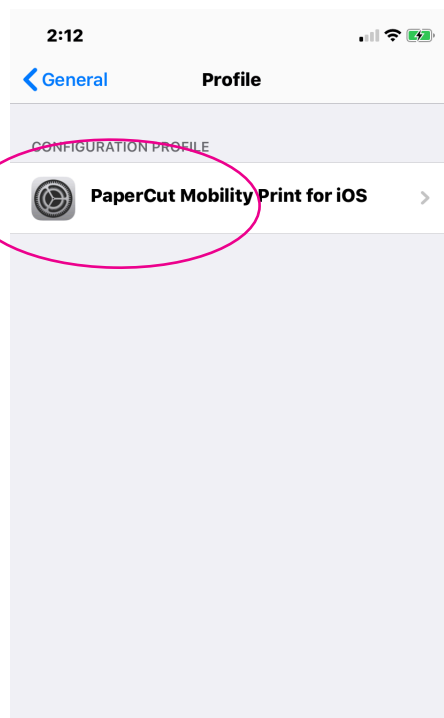 2:12
General Profile
CONFIGURATION PROFILE
PaperCut Mobility Print for iOS